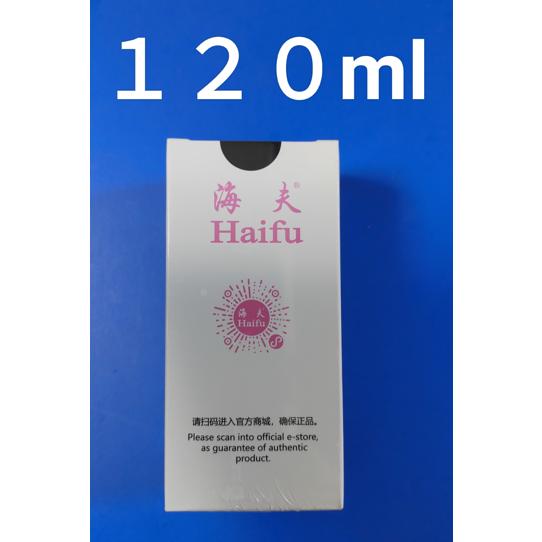 １２０ml
海夫®
Haifu
海夫
Haifu
请扫码进入官方商城，确保正品。
Please scan into official e-store,
as guarantee of authentic
product.